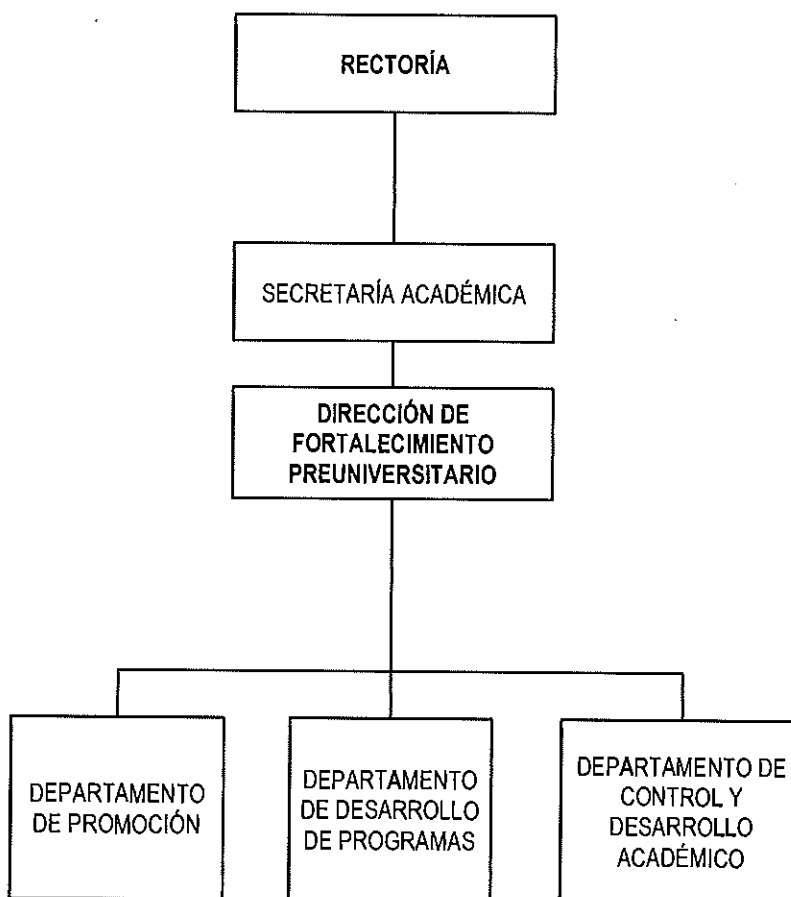 RECTORÍA
SECRETARÍA ACADÉMICA
DIRECCIÓN DE
FORTALECIMIENTO
PREUNIVERSITARIO
DEPARTAMENTO
DE PROMOCIÓN
DEPARTAMENTO
DE DESARROLLO
DE PROGRAMAS
DEPARTAMENTO DE
CONTROL Y
DESARROLLO
ACADÉMICO